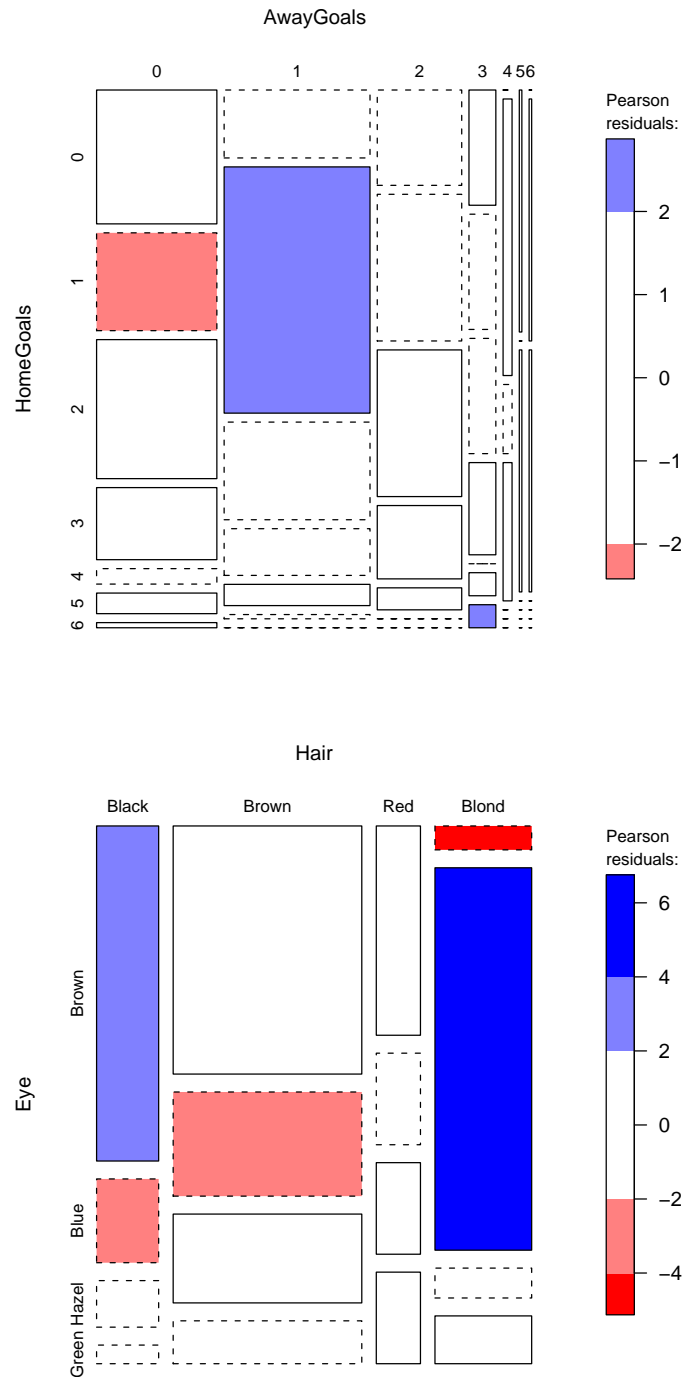 AwayGoals
0 1 2 3 4 5 6
HomeGoals
0
1
2
3
4
5
6
Pearson
residuals:
2
1
0
−1
−2
Hair
Black Brown Red Blond
Eye
Brown
Blue
Hazel
Green
Pearson
residuals:
6
4
2
0
−2
−4